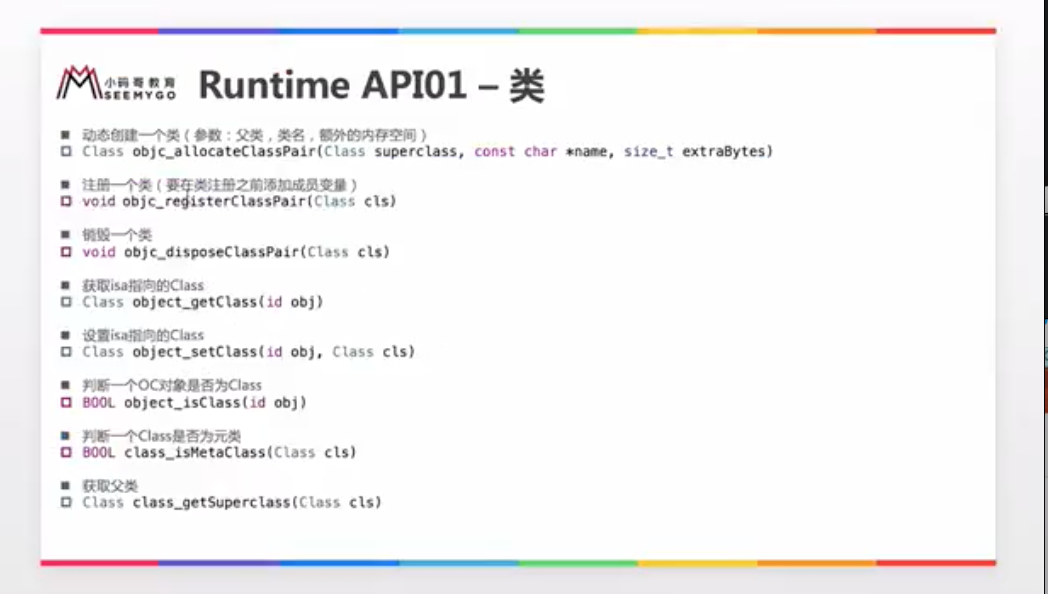 小码哥教育
SEEMYGO
Runtime API01 – 类
动态创建一个类（参数：父类，类名，额外的内存空间）
Class objc_allocateClassPair(Class superclass, const char *name, size_t extraBytes)
注册一个类（要在类注册之前添加成员变量）
void objc_registerClassPair(Class cls)
销毁一个类
void objc_disposeClassPair(Class cls)
获取isa指向的Class
Class object_getClass(id obj)
设置isa指向的Class
Class object_setClass(id obj, Class cls)
判断一个OC对象是否为Class
BOOL object_isClass(id obj)
判断一个Class是否为元类
BOOL class_isMetaClass(Class cls)
获取父类
Class class_getSuperclass(Class cls)